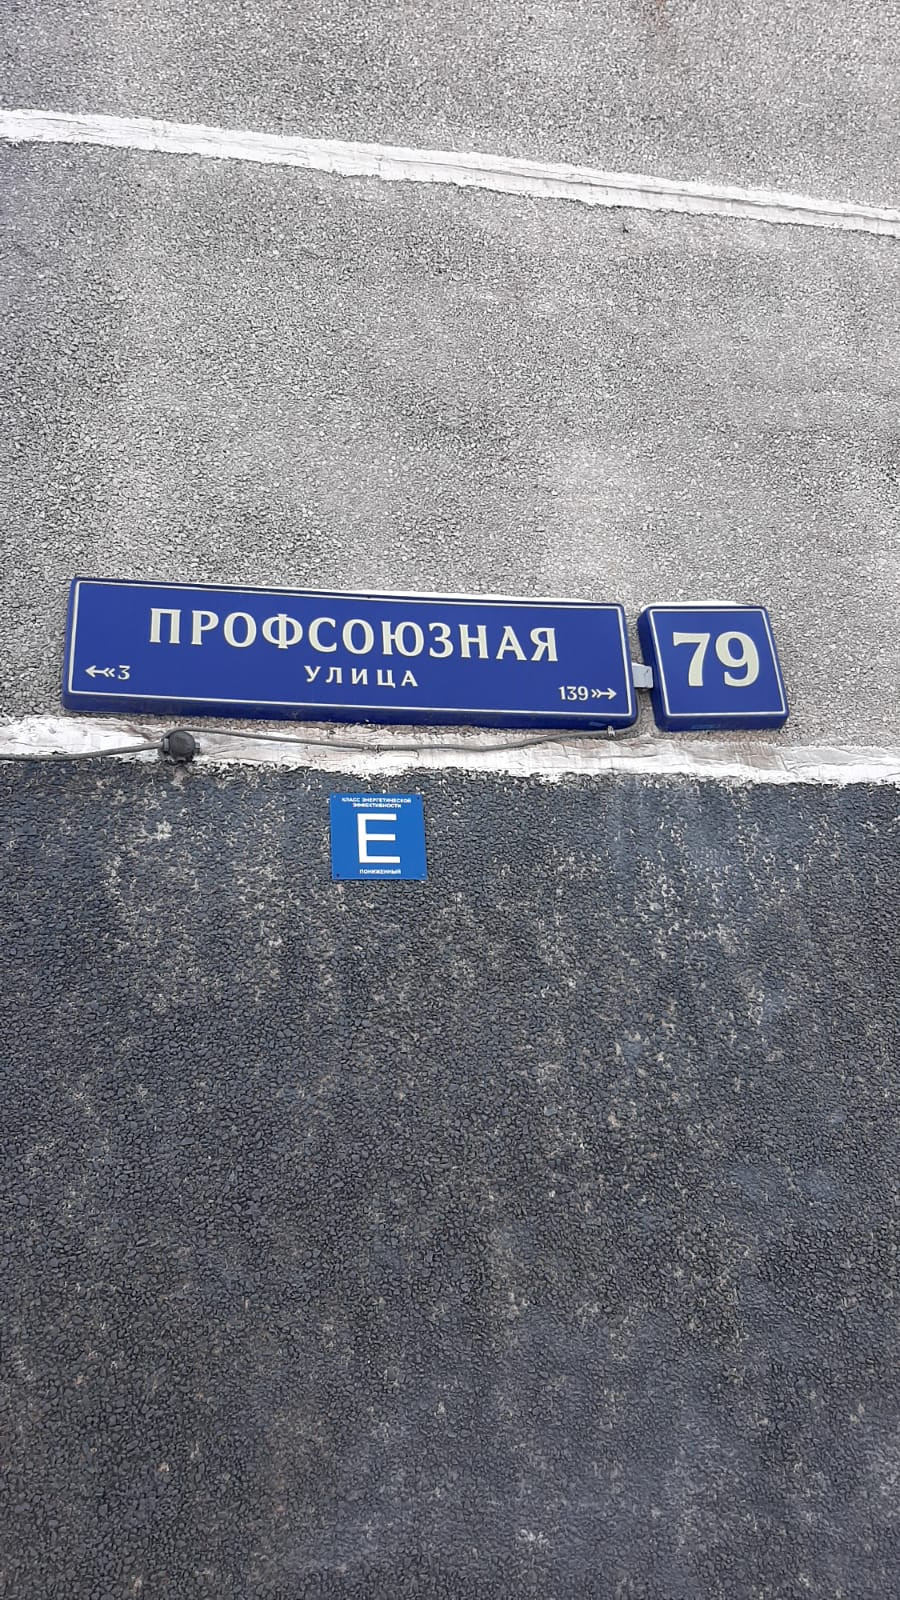 ПРОФСОЮЗНАЯ
УЛИЦА
3
139
79
КЛАСС ЭНЕРГЕТИЧЕСКОЙ
ЭФФЕКТИВНОСТИ
E
ПОНИЖЕННЫЙ